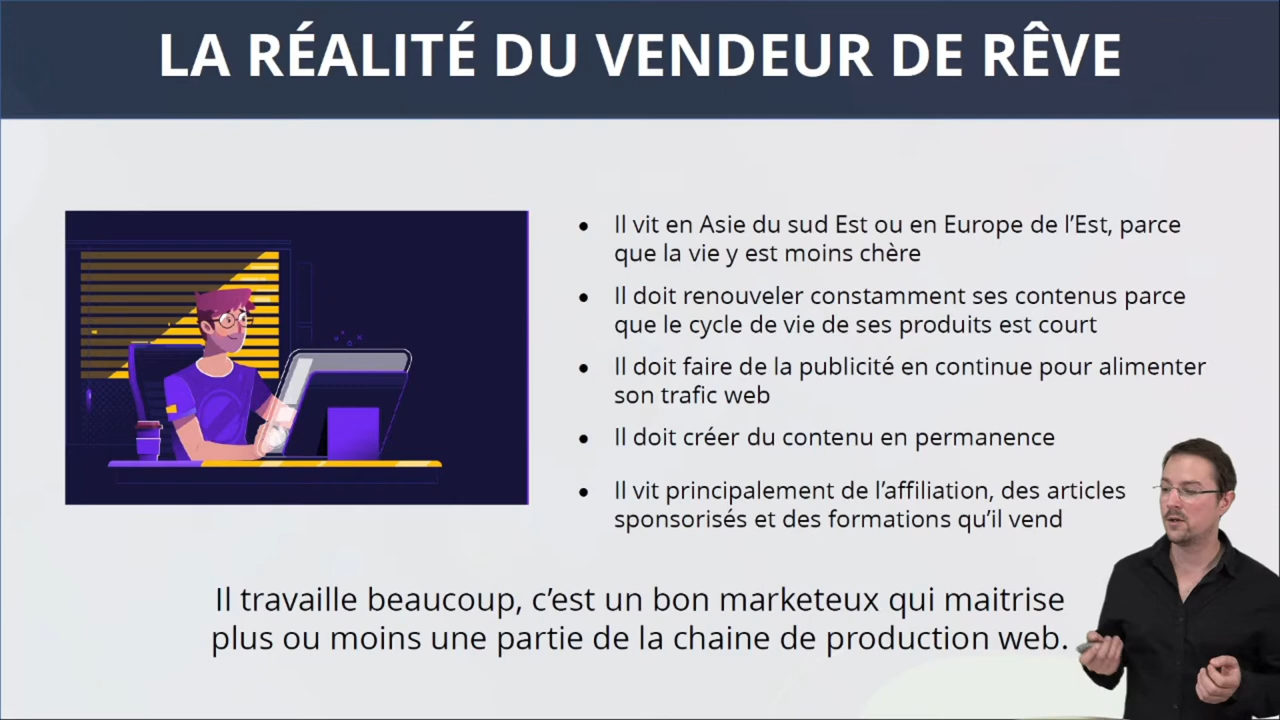 LA RÉALITÉ DU VENDEUR DE RÊVE
• Il vit en Asie du sud Est ou en Europe de l’Est, parce
que la vie y est moins chère
• Il doit renouveler constamment ses contenus parce
que le cycle de vie de ses produits est court
• Il doit faire de la publicité en continue pour alimenter
son trafic web
• Il doit créer du contenu en permanence
• Il vit principalement de l’affiliation, des articles
sponsorisés et des formations qu’il vend
Il travaille beaucoup, c’est un bon marketeux qui maitrise
plus ou moins une partie de la chaine de production web.